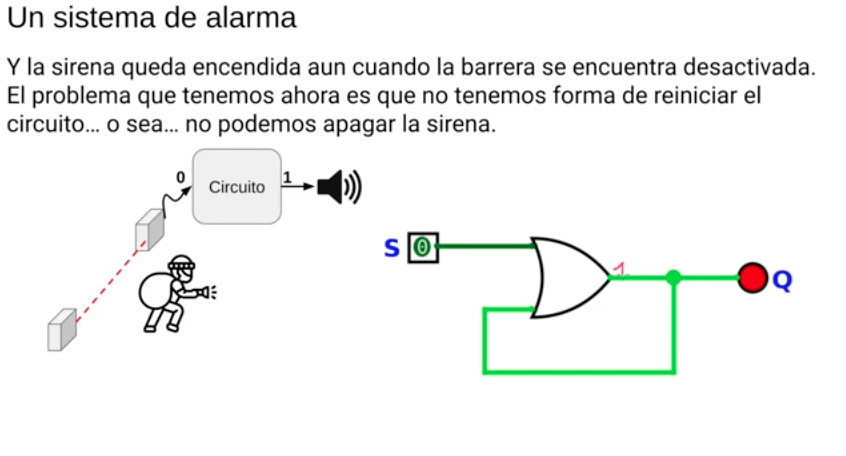 Un sistema de alarma
Y la sirena queda encendida aun cuando la barrera se encuentra desactivada.
El problema que tenemos ahora es que no tenemos forma de reiniciar el
circuito... o sea... no podemos apagar la sirena.
0
Circuito
1
S
0
1
Q